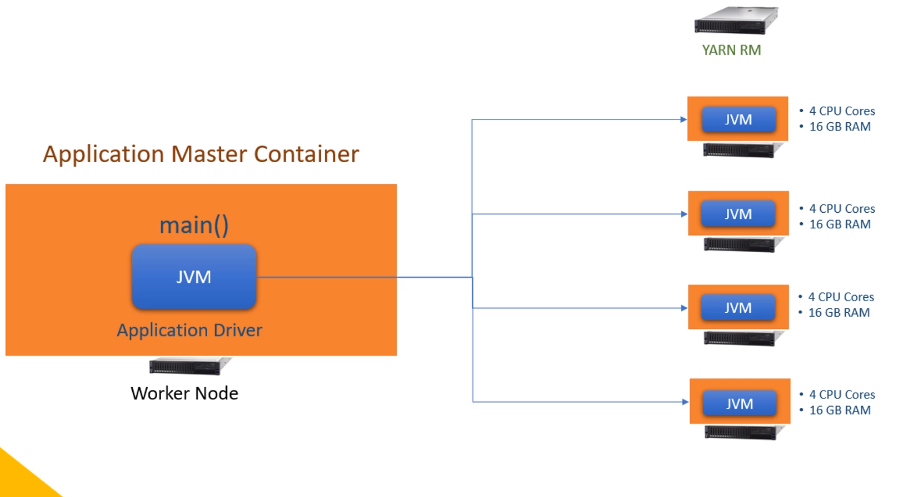 YARN RM
JVM
• 4 CPU Cores
• 16 GB RAM
Application Master Container
main()
JVM
Application Driver
Worker Node
JVM
• 4 CPU Cores
• 16 GB RAM
JVM
• 4 CPU Cores
• 16 GB RAM
JVM
• 4 CPU Cores
• 16 GB RAM